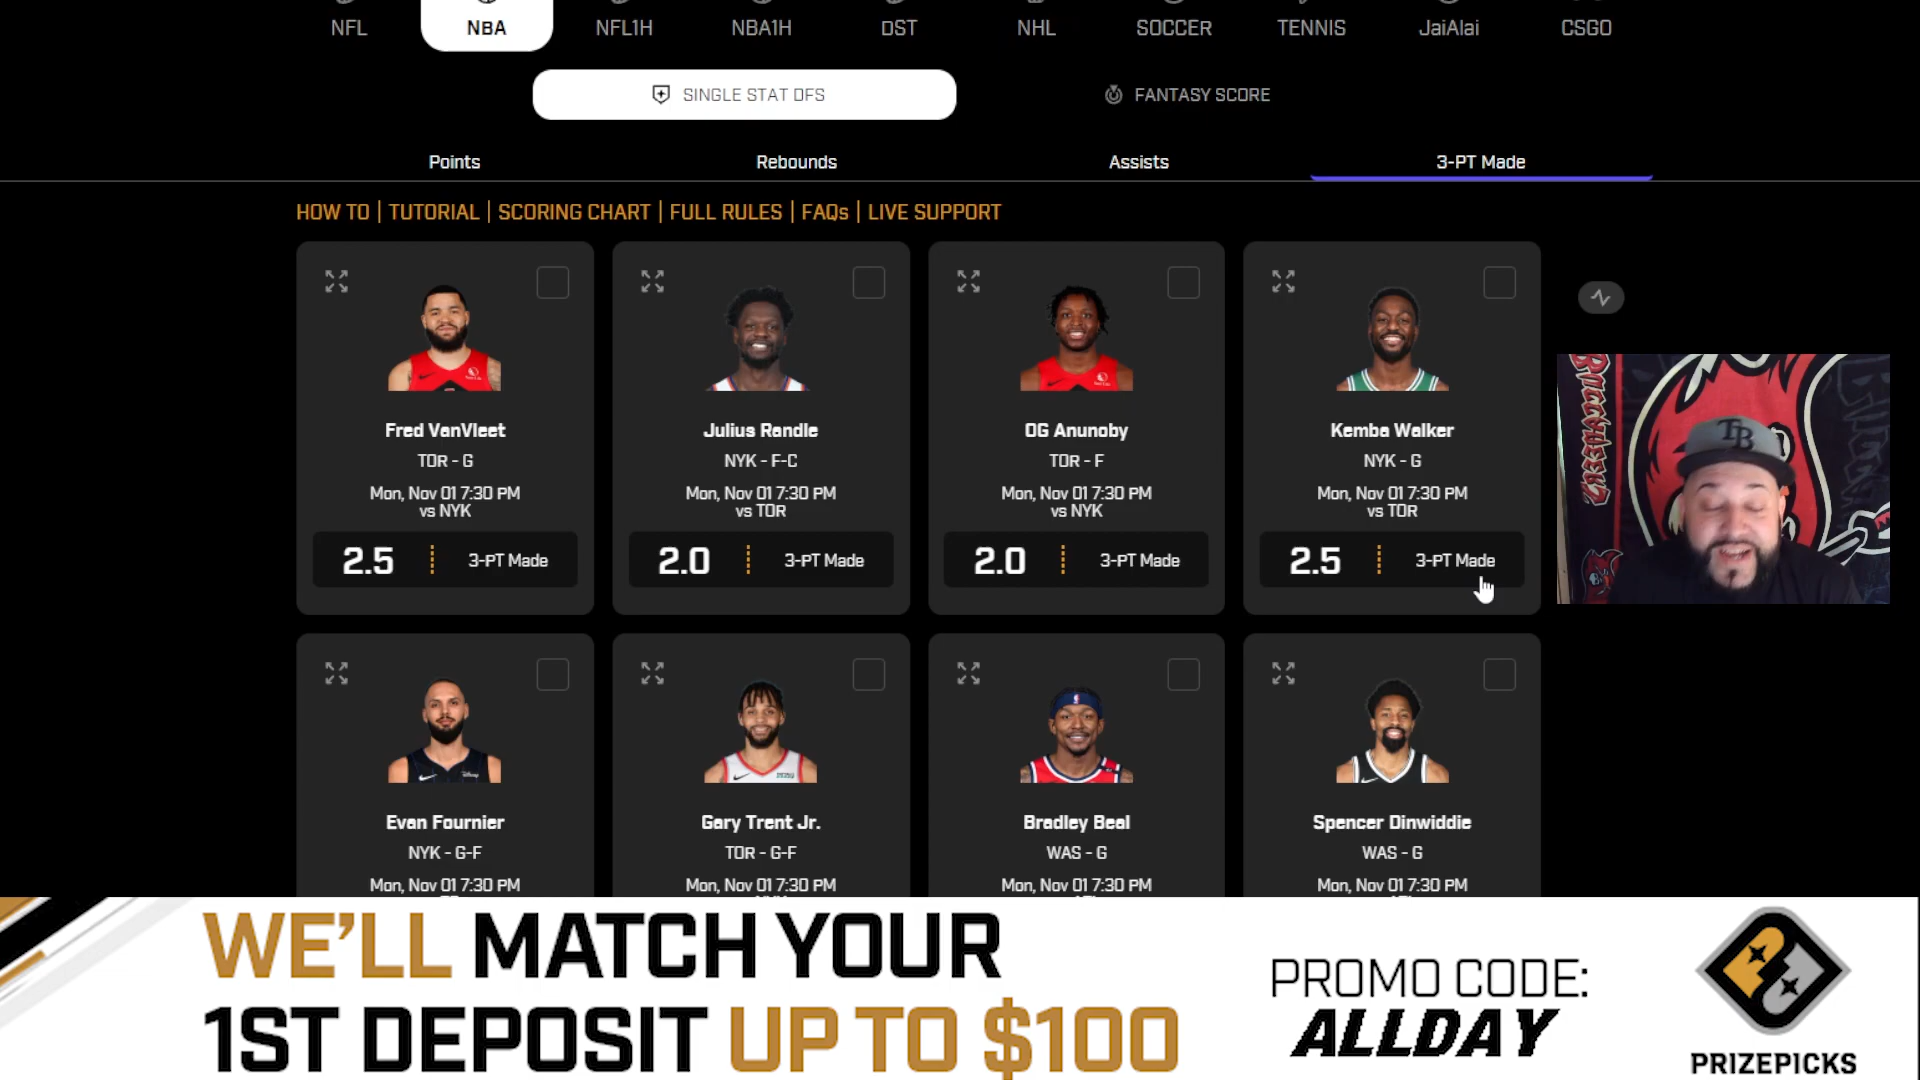 NFL NBA NFL1H NBA1H DST NHL SOCCER TENNIS JaiAlai CSGO
SINGLE STAT DFS FANTASY SCORE
Points Rebounds Assists 3-PT Made
HOW TO | TUTORIAL | SCORING CHART | FULL RULES | FAQs | LIVE SUPPORT
Fred VanVleet Julius Randle OG Anunoby Kemba Walker
TOR - G NYK - F-C TOR - F NYK - G
Mon, Nov 01 7:30 PM Mon, Nov 01 7:30 PM Mon, Nov 01 7:30 PM Mon, Nov 01 7:30 PM
vs NYK vs TOR vs NYK vs TOR
2.5 3-PT Made 2.0 3-PT Made 2.0 3-PT Made 2.5 3-PT Made
TB
Evan Fournier Gary Trent Jr. Bradley Beal Spencer Dinwiddie
NYK - G-F TOR - G-F WAS - G WAS - G
Mon, Nov 01 7:30 PM Mon, Nov 01 7:30 PM Mon, Nov 01 7:30 PM Mon, Nov 01 7:30 PM
WE'LL MATCH YOUR
1ST DEPOSIT UP TO $100
PROMO CODE:
ALLDAY
PRIZEPICKS